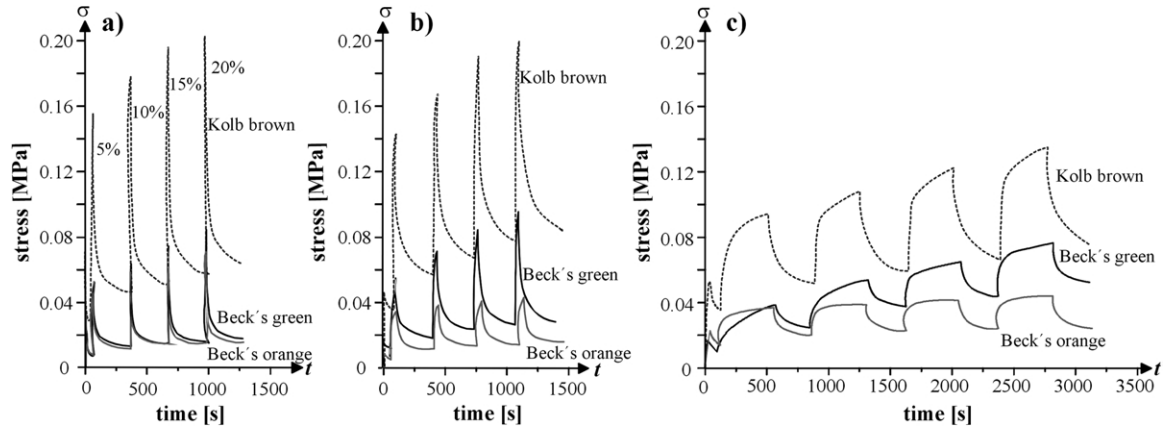 σ
a)
0.20
0.16
0.12
0.08
0.04
0
stress [MPa]
5%
10%
15%
20%
Kolb brown
Beck´s green
Beck´s orange
0
500
1000
1500
t
time [s]
σ
b)
0.20
0.16
0.12
0.08
0.04
0
stress [MPa]
Kolb brown
Beck´s green
Beck´s orange
0
500
1000
1500
t
time [s]
σ
c)
0.20
0.16
0.12
0.08
0.04
0
stress [MPa]
Kolb brown
Beck´s green
Beck´s orange
0
500
1000
1500
2000
2500
3000
3500
t
time [s]